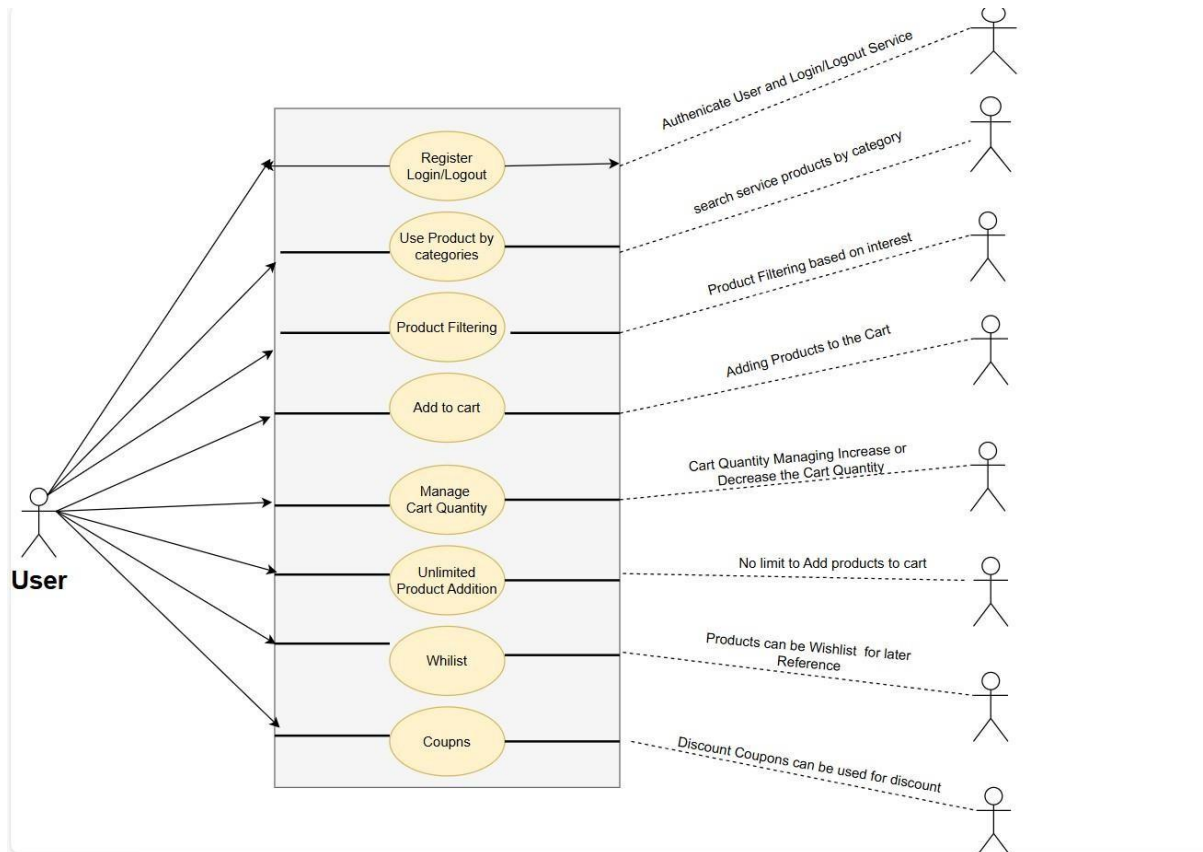 Authenicate User and Login/Logout Service
Register
Login/Logout
search service products by category
Use Product by
categories
Product Filtering based on interest
Product Filtering
Adding Products to the Cart
Add to cart
Cart Quantity Managing Increase or
Decrease the Cart Quantity
Manage
Cart Quantity
User
No limit to Add products to cart
Unlimited
Product Addition
Products can be Wishlist for later
Reference
Whilist
Discount Coupons can be used for discount
Coupns